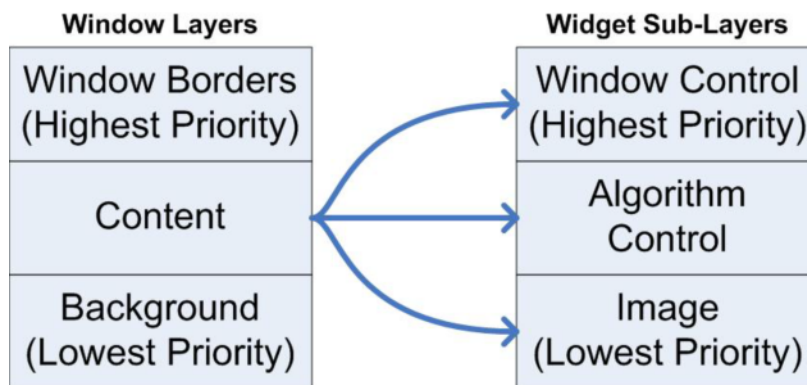 Window Layers
Window Borders
(Highest Priority)
Content
Background
(Lowest Priority)
Widget Sub-Layers
Window Control
(Highest Priority)
Algorithm
Control
Image
(Lowest Priority)